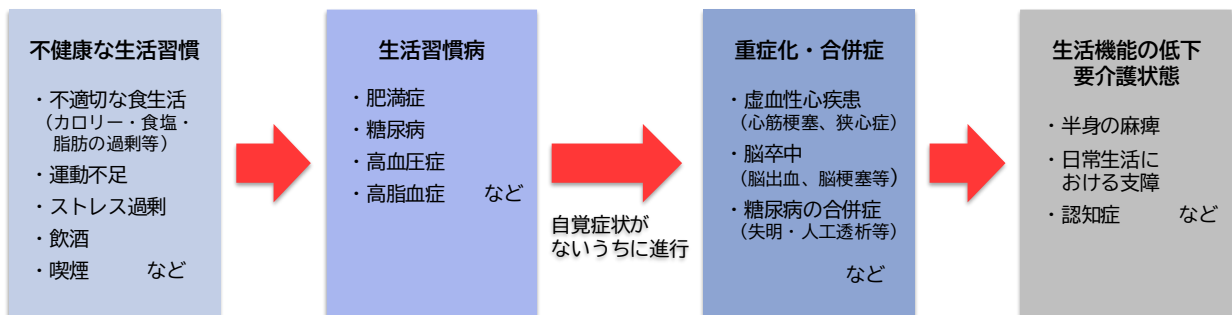 不健康な生活習慣
・不適切な食生活
（カロリー・食塩・
脂肪の過剰等）
・運動不足
・ストレス過剰
・飲酒
・喫煙　　　など
生活習慣病
・肥満症
・糖尿病
・高血圧症
・高脂血症　　など
自覚症状が
ないうちに進行
重症化・合併症
・虚血性心疾患
（心筋梗塞、狭心症）
・脳卒中
（脳出血、脳梗塞等）
・糖尿病の合併症
（失明・人工透析等）
など
生活機能の低下
要介護状態
・半身の麻痺
・日常生活に
おける支障
・認知症　　　など